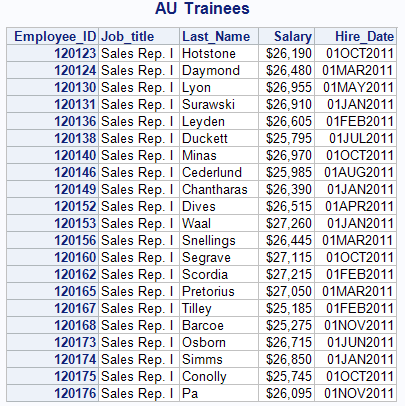 AU Trainees
Employee_ID Job_title Last_Name Salary Hire_Date
120123 Sales Rep. I Hotstone $26,190 01OCT2011
120124 Sales Rep. I Daymond $26,480 01MAR2011
120130 Sales Rep. I Lyon $26,955 01MAY2011
120131 Sales Rep. I Surawski $26,910 01JAN2011
120136 Sales Rep. I Leyden $26,605 01FEB2011
120138 Sales Rep. I Duckett $25,795 01JUL2011
120140 Sales Rep. I Minas $26,970 01OCT2011
120146 Sales Rep. I Cederlund $25,985 01AUG2011
120149 Sales Rep. I Chantharas $26,390 01JAN2011
120152 Sales Rep. I Dives $26,515 01APR2011
120153 Sales Rep. I Waal $27,260 01JAN2011
120156 Sales Rep. I Snellings $26,445 01MAR2011
120160 Sales Rep. I Segrave $27,115 01OCT2011
120162 Sales Rep. I Scordia $27,215 01FEB2011
120165 Sales Rep. I Pretorius $27,050 01MAR2011
120167 Sales Rep. I Tilley $25,185 01FEB2011
120168 Sales Rep. I Barcoe $25,275 01NOV2011
120173 Sales Rep. I Osborn $26,715 01JUN2011
120174 Sales Rep. I Simms $26,850 01JAN2011
120175 Sales Rep. I Conolly $25,745 01OCT2011
120176 Sales Rep. I Pa $26,095 01NOV2011